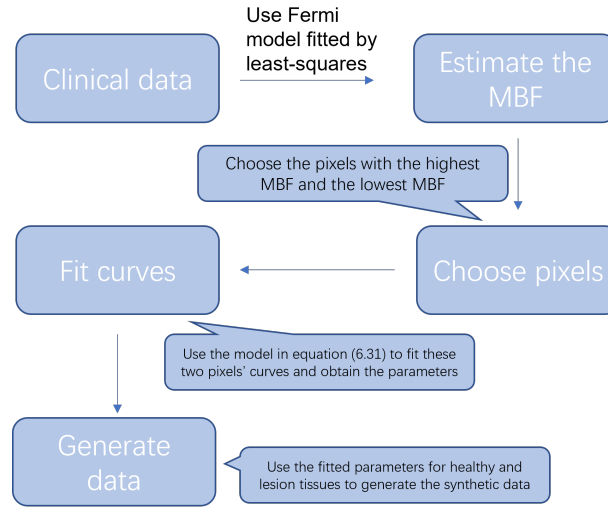 Use Fermi
model fitted by
least-squares
Clinical data
Estimate the
MBF
Choose the pixels with the highest
MBF and the lowest MBF
Fit curves
Choose pixels
Use the model in equation (6.31) to fit these
two pixels' curves and obtain the parameters
Generate
data
Use the fitted parameters for healthy and
lesion tissues to generate the synthetic data